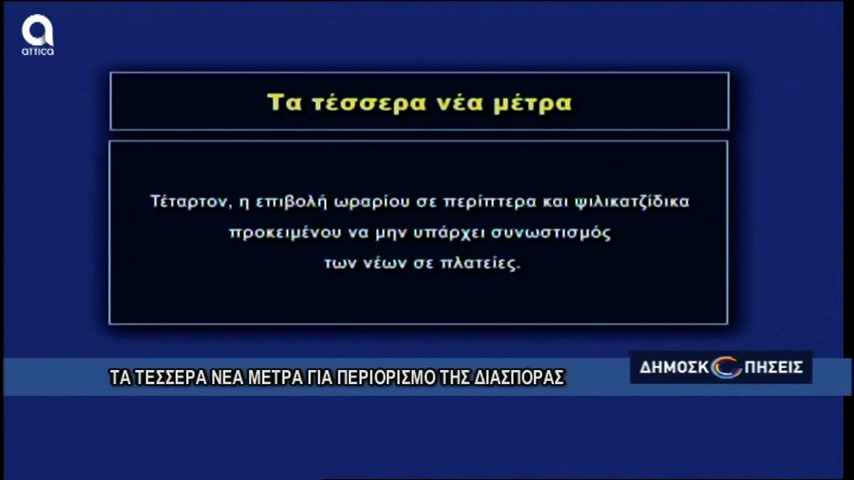 attica
Τα τέσσερα νέα μέτρα
Τέταρτον, η επιβολή ωραρίου σε περίπτερα και ψιλικατζίδικα
προκειμένου να μην υπάρχει συνωστισμός
των νέων σε πλατείες.
ΤΑ ΤΕΣΣΕΡΑ ΝΕΑ ΜΕΤΡΑ ΓΙΑ ΠΕΡΙΟΡΙΣΜΟ ΤΗΣ ΔΙΑΣΠΟΡΑΣ
ΔΗΜΟΣΚΟΠΗΣΕΙΣ